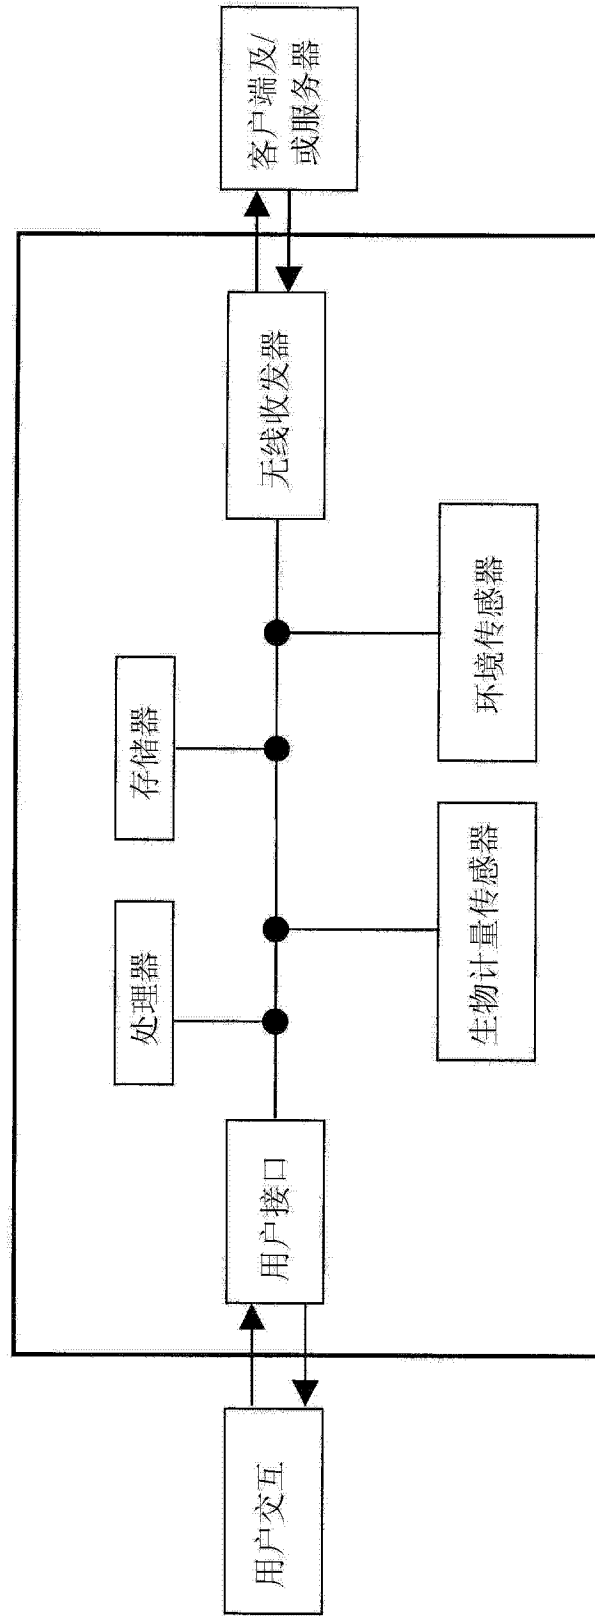 用户交互
用户接口
处理器
存储器
生物计量传感器
环境传感器
无线收发器
客户端及/
或服务器